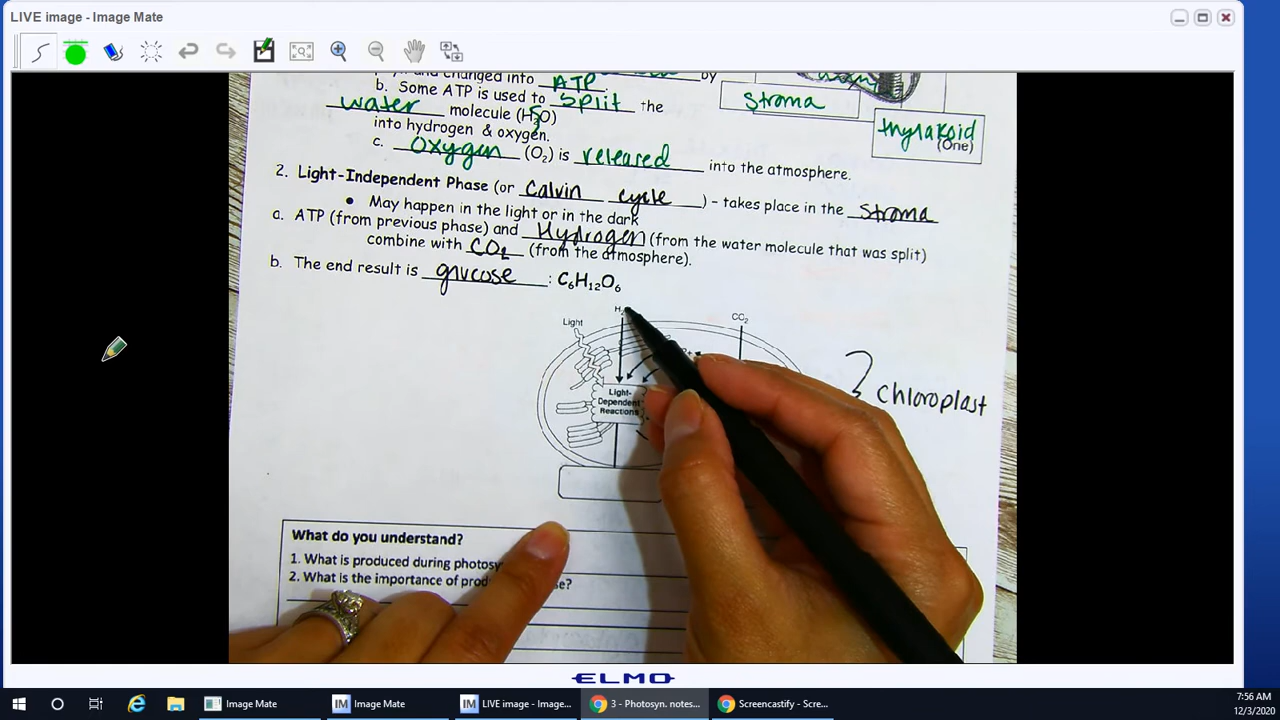 LIVE image - Image Mate
and changed into by
ATP
b. Some ATP is used to split the
water molecule (H2O)
into hydrogen & oxygen.
c. oxygen (O2) is released into the atmosphere.
stroma
thylakoid
(One)
2. Light-Independent Phase (or Calvin cycle) - takes place in the stroma
• May happen in the light or in the dark
a. ATP (from previous phase) and Hydrogen (from the water molecule that was split)
combine with CO2 (from the atmosphere).
b. The end result is glucose : C6H12O6
H
Light
CO2
Light-
Dependent
Reactions
chloroplast
What do you understand?
1. What is produced during photosy
2. What is the importance of prod se?
ELMO
Image Mate
Image Mate
LIVE image - Image...
3 - Photosyn. notes...
Screencastify - Scre...
7:56 AM
12/3/2020